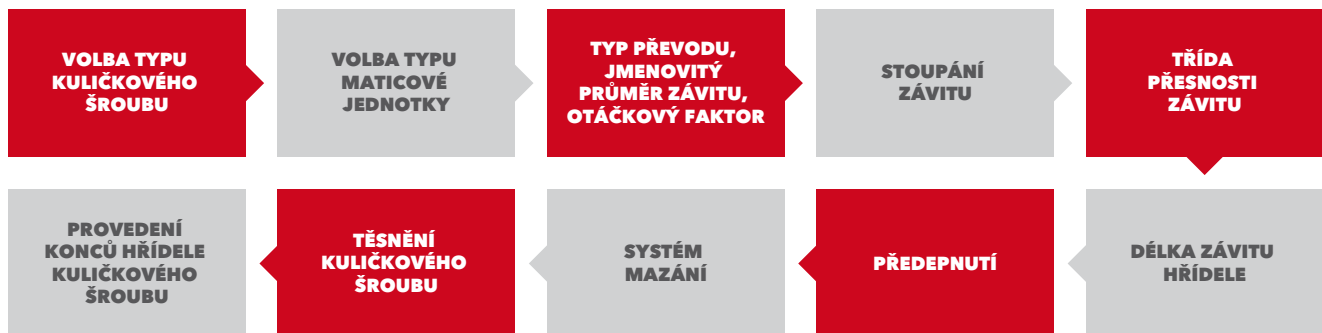 VOLBA TYPU
KULIČKOVÉHO
ŠROUBU
VOLBA TYPU
MATICOVÉ
JEDNOTKY
TYP PŘEVODU,
JMENOVITÝ
PRŮMĚR ZÁVITU,
OTÁČKOVÝ FAKTOR
STOUPÁNÍ
ZÁVITU
TŘÍDA
PŘESNOSTI
ZÁVITU
DÉLKA ZÁVITU
HŘÍDELE
PŘEDEPNUTÍ
SYSTÉM
MAZÁNÍ
TĚSNĚNÍ
KULIČKOVÉHO
ŠROUBU
PROVEDENÍ
KONCŮ HŘÍDELE
KULIČKOVÉHO
ŠROUBU